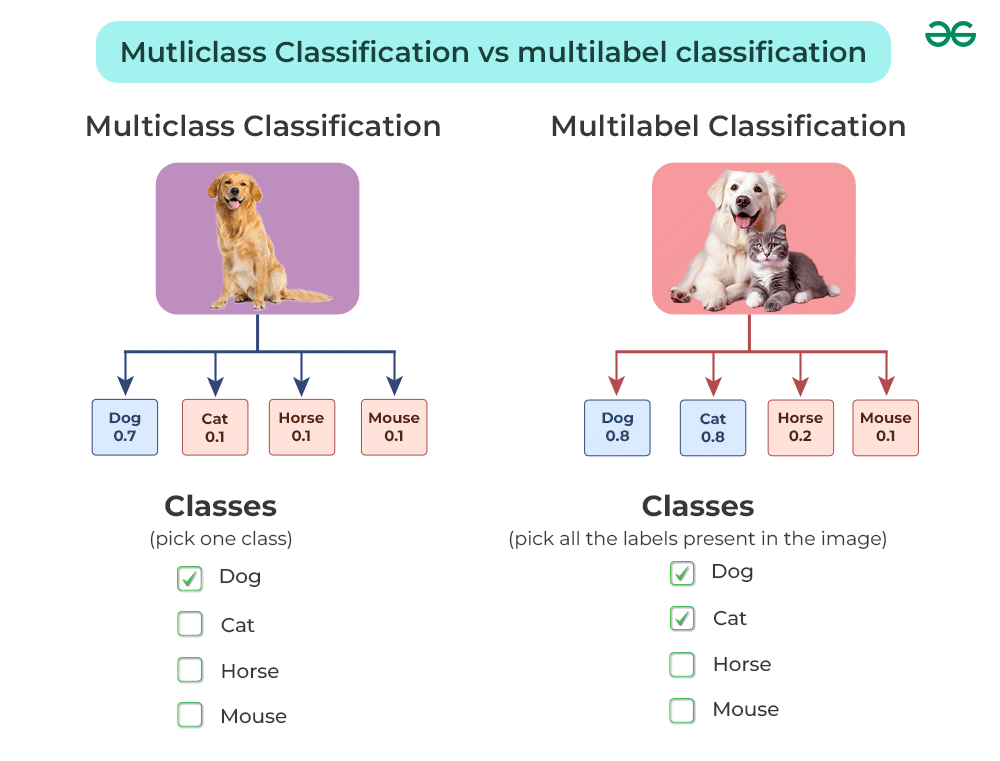 Mutliclass Classification vs multilabel classification
Multiclass Classification
Dog
0.7
Cat
0.1
Horse
0.1
Mouse
0.1
Classes
(pick one class)
Dog
Cat
Horse
Mouse
Multilabel Classification
Dog
0.8
Cat
0.8
Horse
0.2
Mouse
0.1
Classes
(pick all the labels present in the image)
Dog
Cat
Horse
Mouse